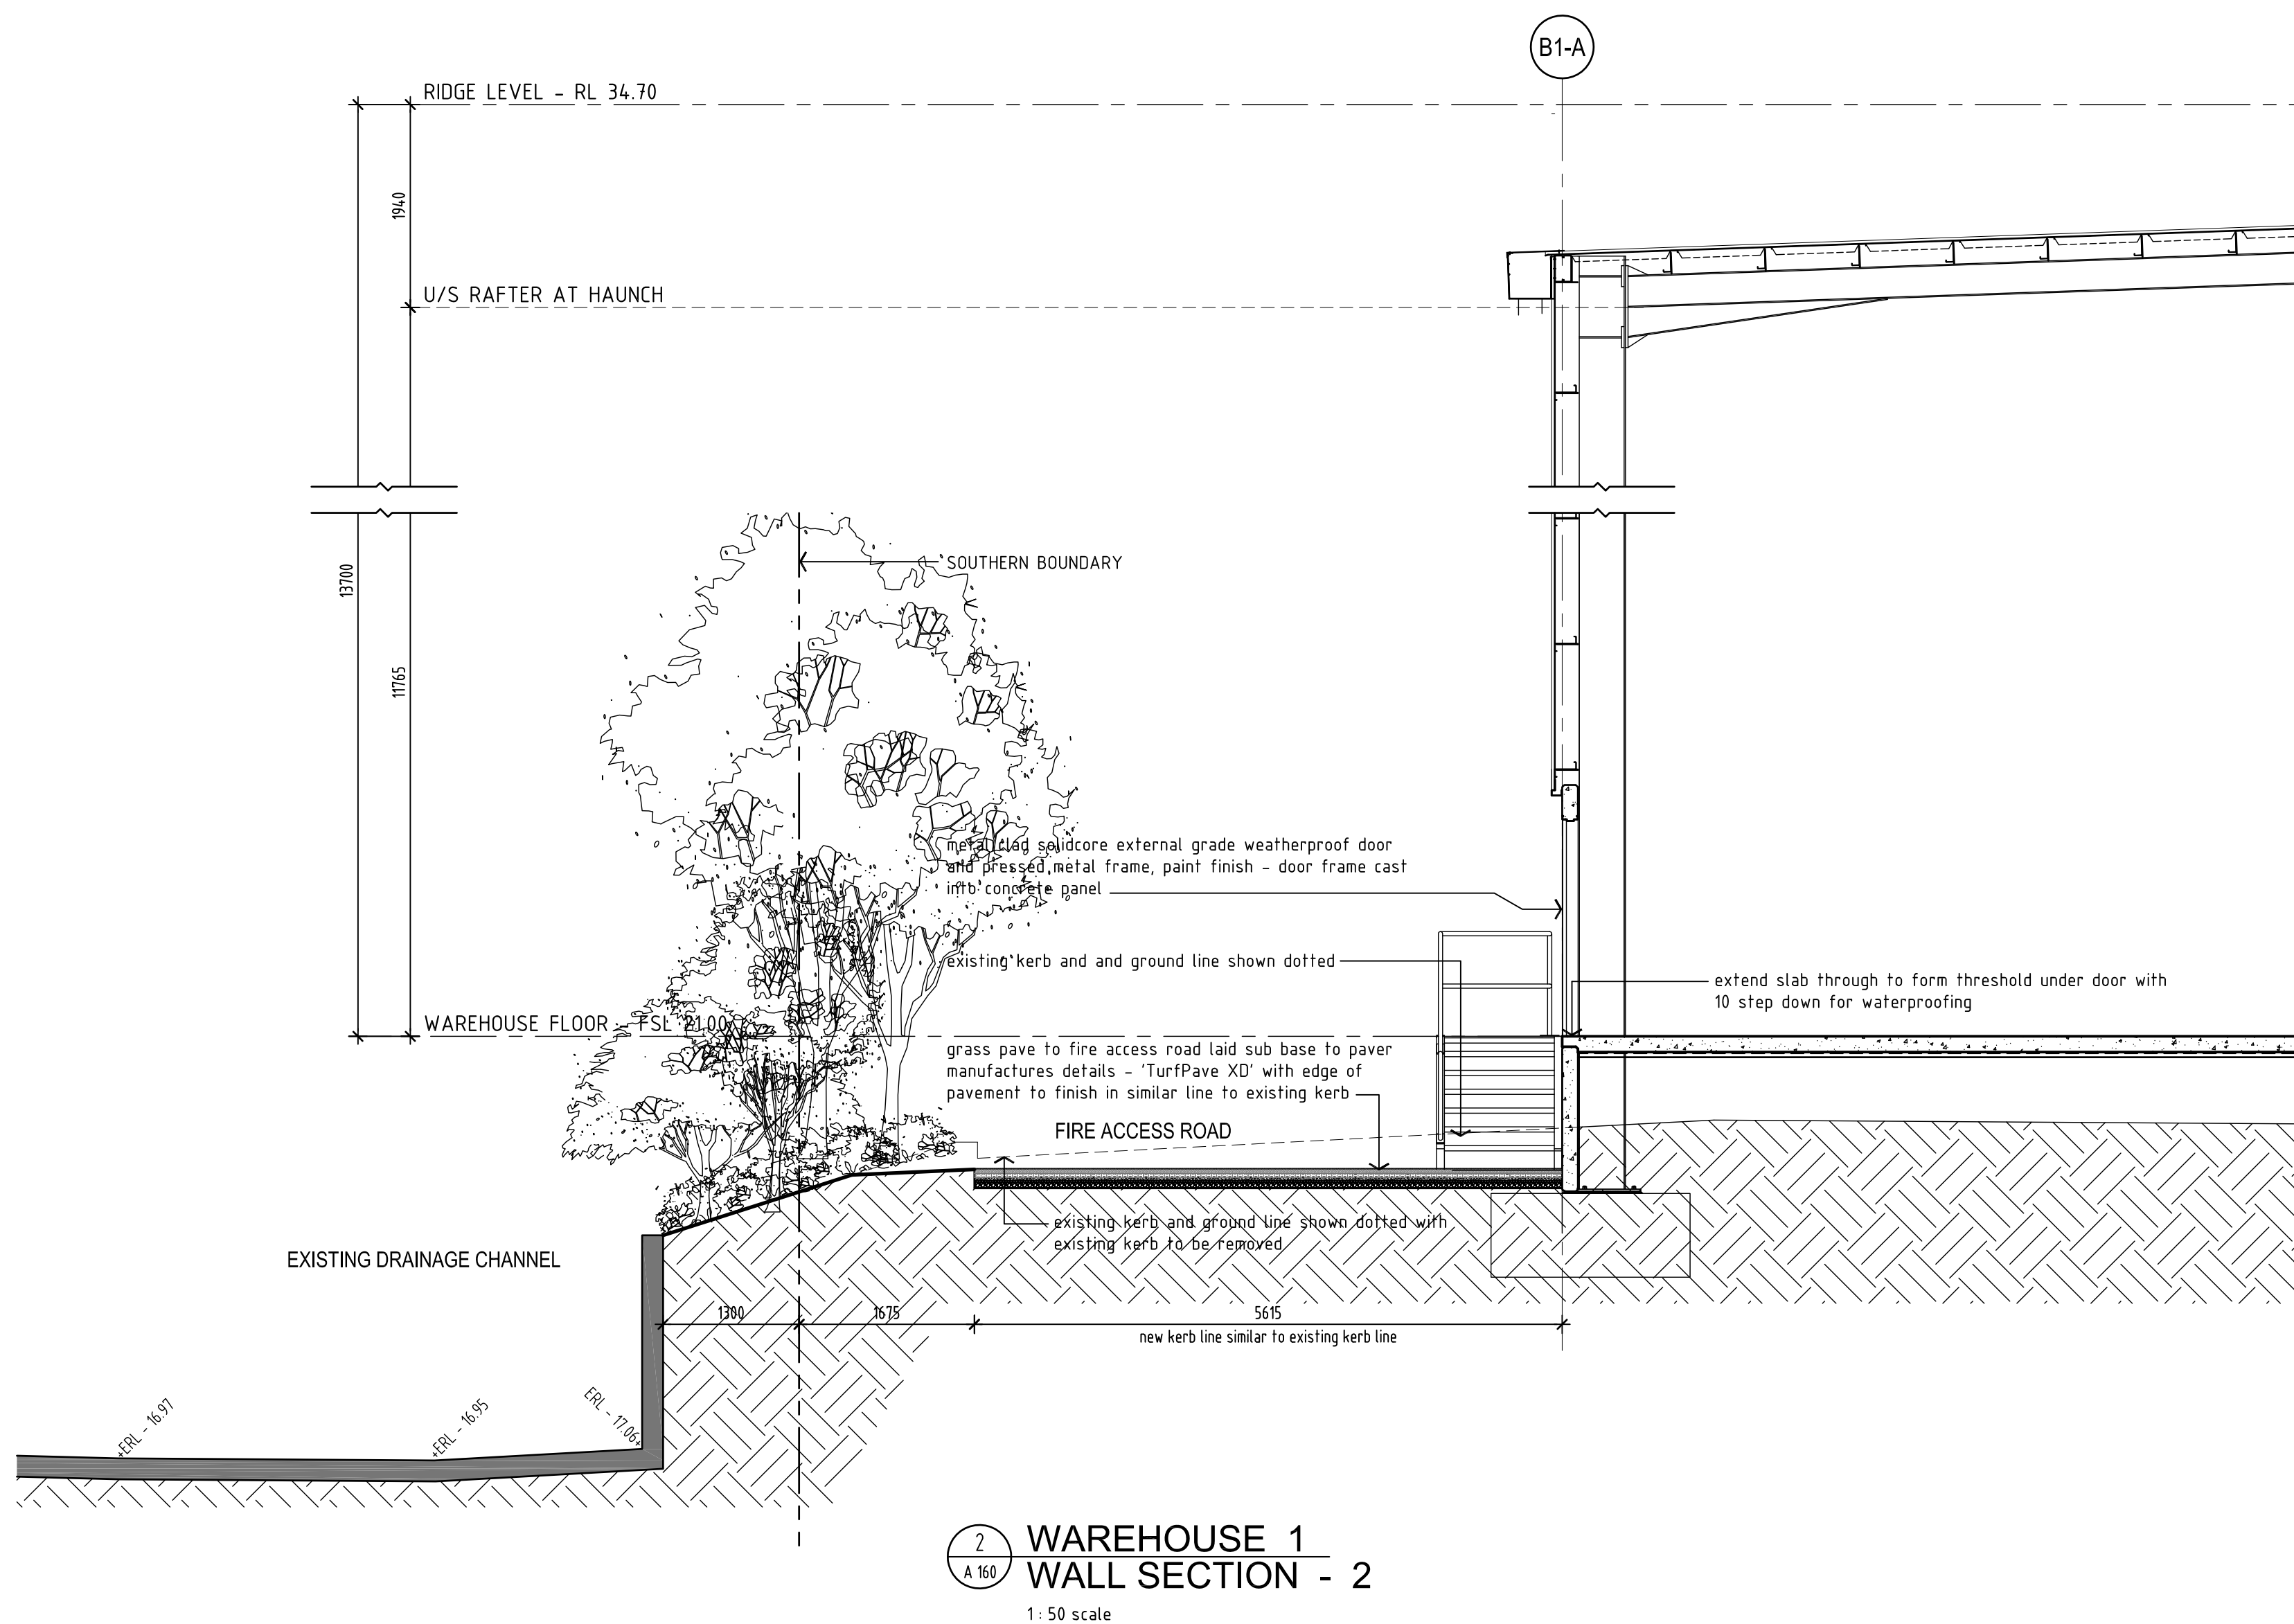 B1-A
RIDGE LEVEL - RL 34.70
1940
U/S RAFTER AT HAUNCH
13700
11765
SOUTHERN BOUNDARY
metal clad solidcore external grade weatherproof door
and pressed metal frame, paint finish - door frame cast
into concrete panel
existing kerb and and ground line shown dotted
extend slab through to form threshold under door with
10 step down for waterproofing
WAREHOUSE FLOOR - FSL 21.00
grass pave to fire access road laid sub base to paver
manufactures details - 'TurfPave XD' with edge of
pavement to finish in similar line to existing kerb
FIRE ACCESS ROAD
existing kerb and ground line shown dotted with
existing kerb to be removed
EXISTING DRAINAGE CHANNEL
1300
1675
5615
new kerb line similar to existing kerb line
+ERL - 16.97
+ERL - 16.95
ERL - 17.06+
2
A 160
WAREHOUSE 1
WALL SECTION - 2
1 : 50 scale